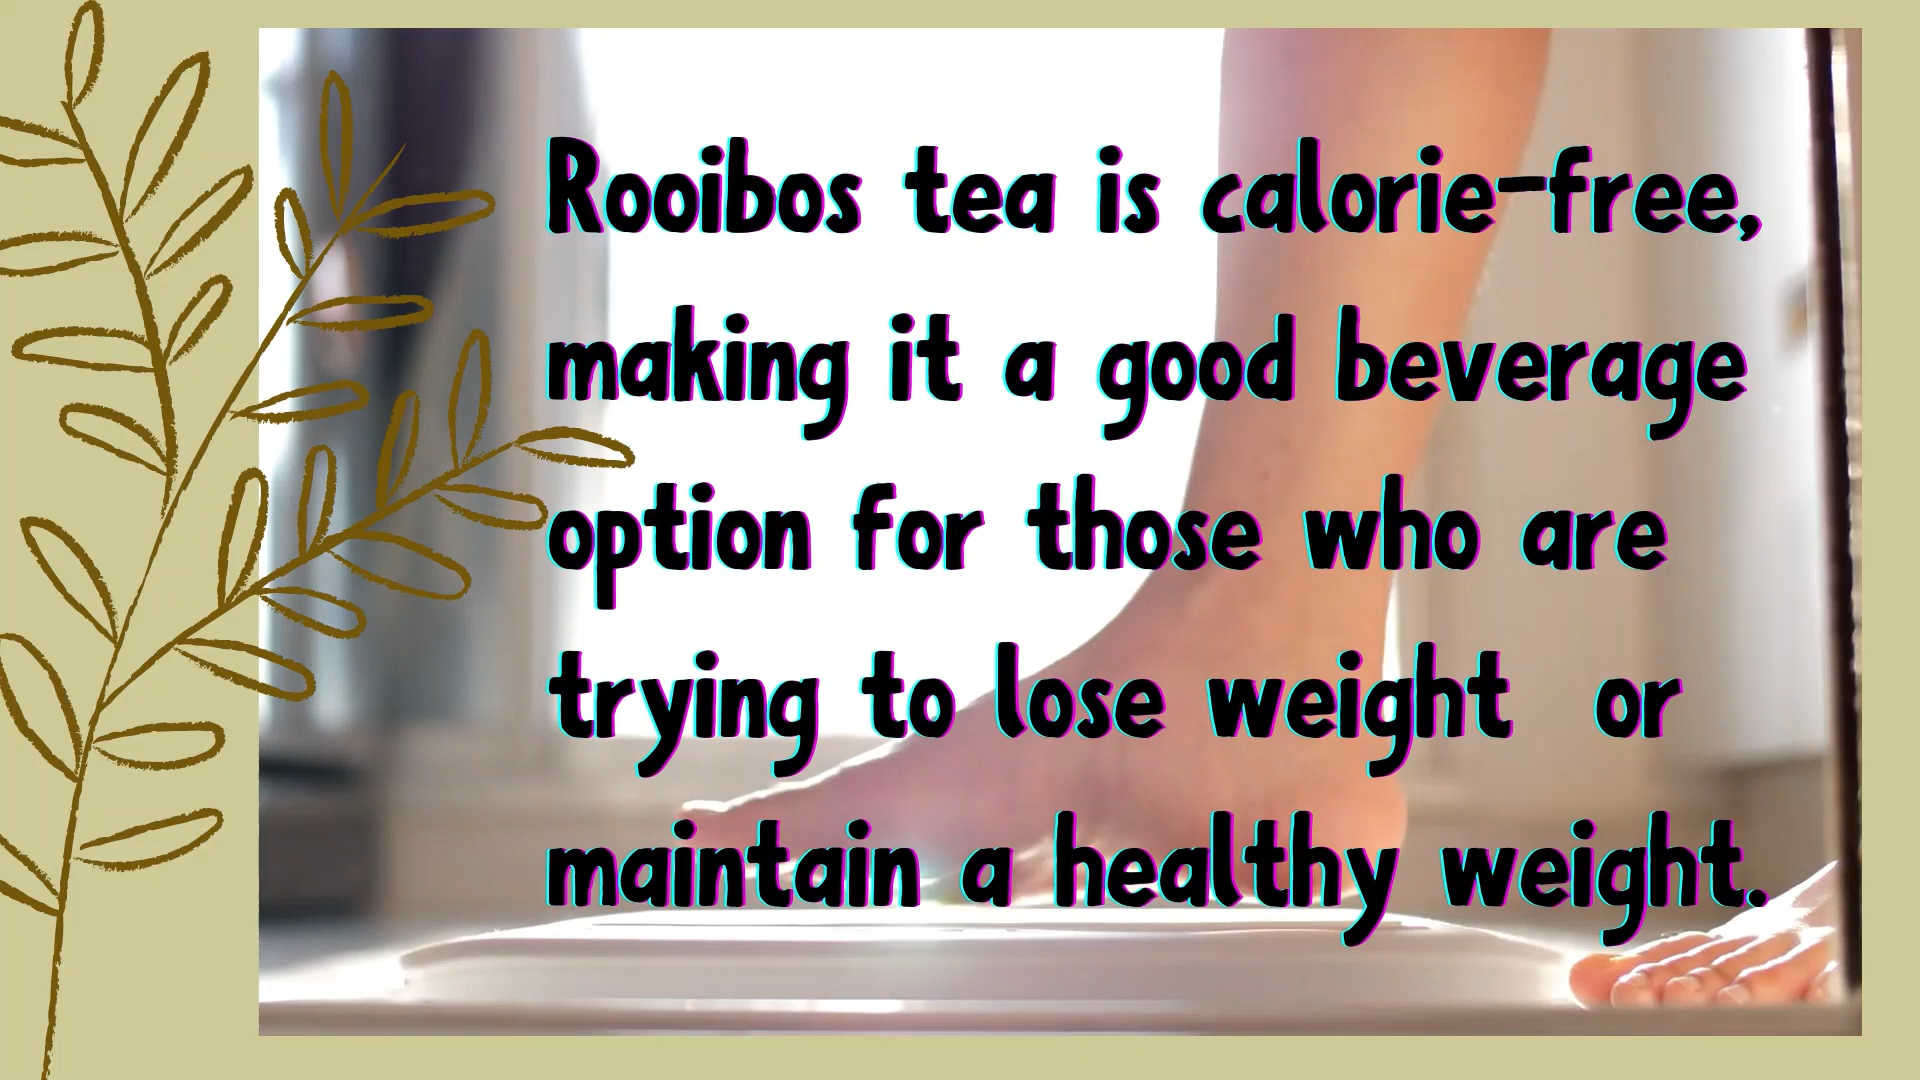 Rooibos tea is calorie-free,
making it a good beverage
option for those who are
trying to lose weight  or
maintain a healthy weight.